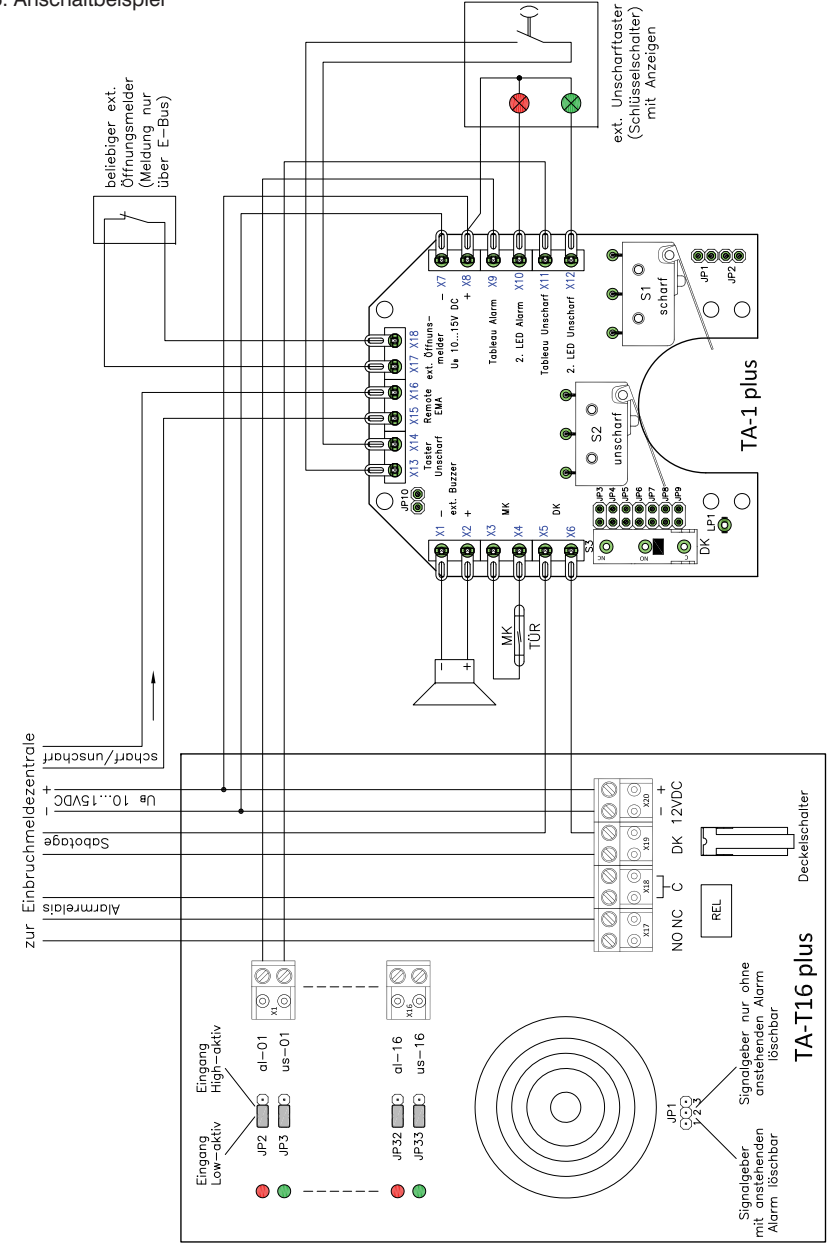 5. Anschaltbeispiel
beliebiger ext.
Öffnungsmelder
(Meldung nur
über E-Bus)
ext. Unscharftaster
(Schlüsselschalter)
mit Anzeigen
TA-1 plus
X13 X14 X15 X16 X17 X18
Taster
Unscharf
Remote
EMA
ext. Öffnungs-
melder
JP10
X1 -
X2 +
ext. Buzzer
X3
X4
MK
X5
X6
DK
- X7
+ X8
UB 10...15V DC
Tableau Alarm X9
2. LED Alarm X10
Tableau Unscharf X11
2. LED Unscharf X12
S1
scharf
JP1
JP2
S2
unscharf
JP3
JP4
JP5
JP6
JP7
JP8
JP9
S3
NC
NO
C
DK
LP1
- +
MK
TÜR
zur Einbruchmeldezentrale
scharf/unscharf
+
-
UB 10...15VDC
Sabotage
Alarmrelais
X20
+
-
12VDC
X19
DK
X18
C
X17
NO NC
REL
Deckelschalter
TA-T16 plus
X1
al-01
us-01
X16
al-16
us-16
Eingang
High-aktiv
Eingang
Low-aktiv
JP2
JP3
JP32
JP33
JP1
1 2 3
Signalgeber nur ohne
anstehenden Alarm
löschbar
Signalgeber
mit anstehenden
Alarm löschbar